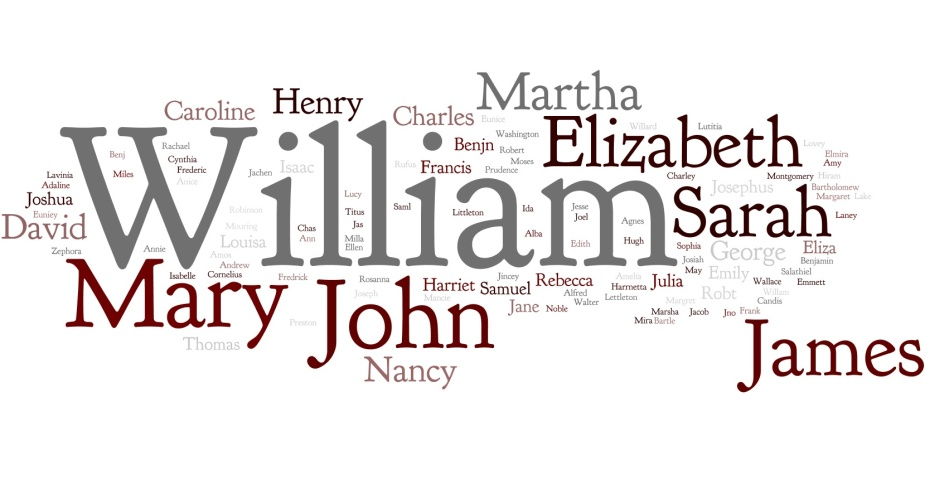 Martha
Henry
Caroline
Charles
Eunice
Elizabeth
Willard
Lutitia
Washington
William
Rachael
Benjn
Robert
Lovey
Benj
Cynthia
Isaac
Rufus
Francis
Moses
Elmira
Amy
Lavinia
Miles
Frederic
Jachen
Prudence
Charley
Montgomery
Hiram
Adaline
Amor
Josephus
Bartholomew
Joshua
Lucy
Margaret
Lake
Euniey
Robinson
Titus
Saml
Littleton
Ida
Jesse
Joel
Sarah
Laney
David
Mouring
Jas
Agnes
Chas
Louisa
Ann
Milla
Ellen
Alba
Edith
Hugh
Sophia
George
Eliza
Zephora
Annie
Amos
Josiah
Benjamin
Andrew
Mary
Isabelle
Cornelius
Fredrick
Rosanna
Harriet
Jincey
Rebecca
Amelia
Julia
May
Emily
Salathiel
John
Samuel
Alfred
Harmetta
Wallace
Emmett
Joseph
Mancie
Walter
Lettleton
Margret
Robt
Willam
Candis
Jane
Noble
Marsha
Jacob
Jno
Frank
Preston
Mira
Bartle
Thomas
James
Nancy